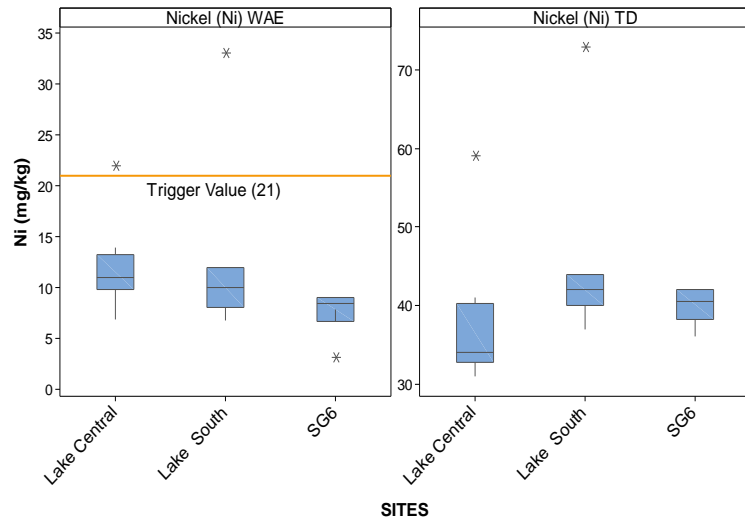 Nickel (Ni) WAE
Nickel (Ni) TD
Ni (mg/kg)
35
30
25
20
15
10
5
0
Trigger Value (21)
70
60
50
40
30
Lake Central
Lake South
SG6
Lake Central
Lake South
SG6
SITES